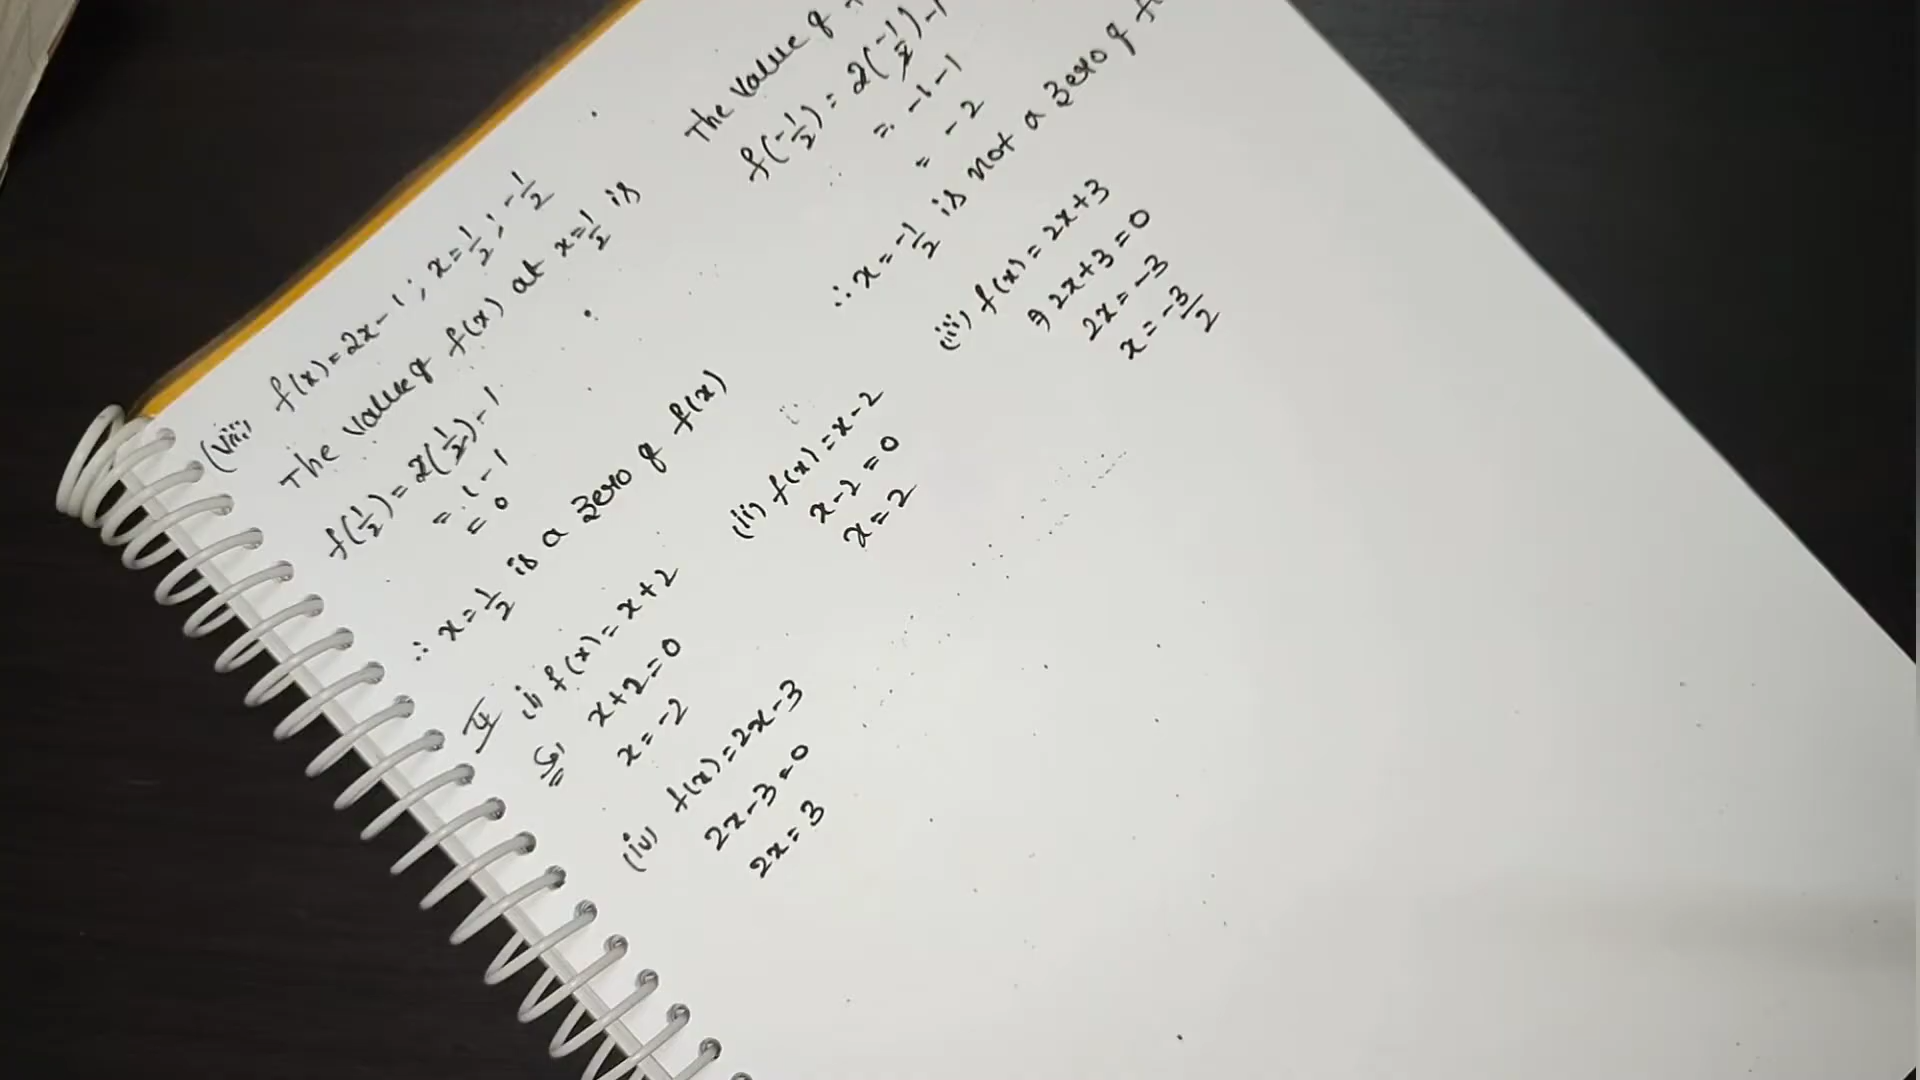 (viii) f(x)=2x-1; x=1/2; -1/2
The value of f(x) at x=1/2 is
f(1/2)=2(1/2)-1
= 1-1
= 0
∴ x=1/2 is a zero of f(x)
The value of
f(-1/2)=2(-1/2)-1
= -1-1
= -2
∴ x=-1/2 is not a zero of f
II (i) f(x)=x+2
x+2=0
x=-2
(ii) f(x)=x-2
x-2=0
x=2
(iii) f(x)=2x+3
2x+3=0
2x=-3
x=-3/2
(iv) f(x)=2x-3
2x-3=0
2x=3